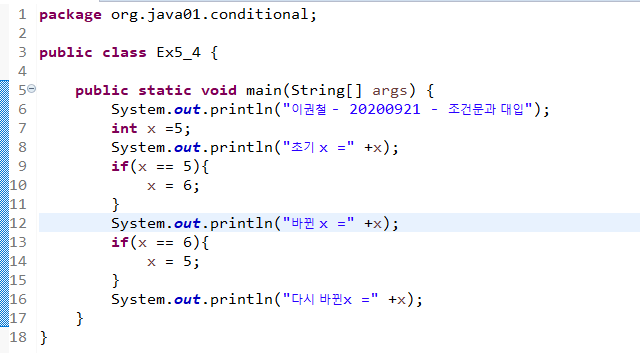 1 package org.java01.conditional;
2
3 public class Ex5_4 {
4
5 public static void main(String[] args) {
6 System.out.println("이권철 - 20200921 - 조건문과 대입");
7 int x =5;
8 System.out.println("초기 x =" +x);
9 if(x == 5){
10 x = 6;
11 }
12 System.out.println("바뀐 x =" +x);
13 if(x == 6){
14 x = 5;
15 }
16 System.out.println("다시 바뀐x =" +x);
17 }
18 }